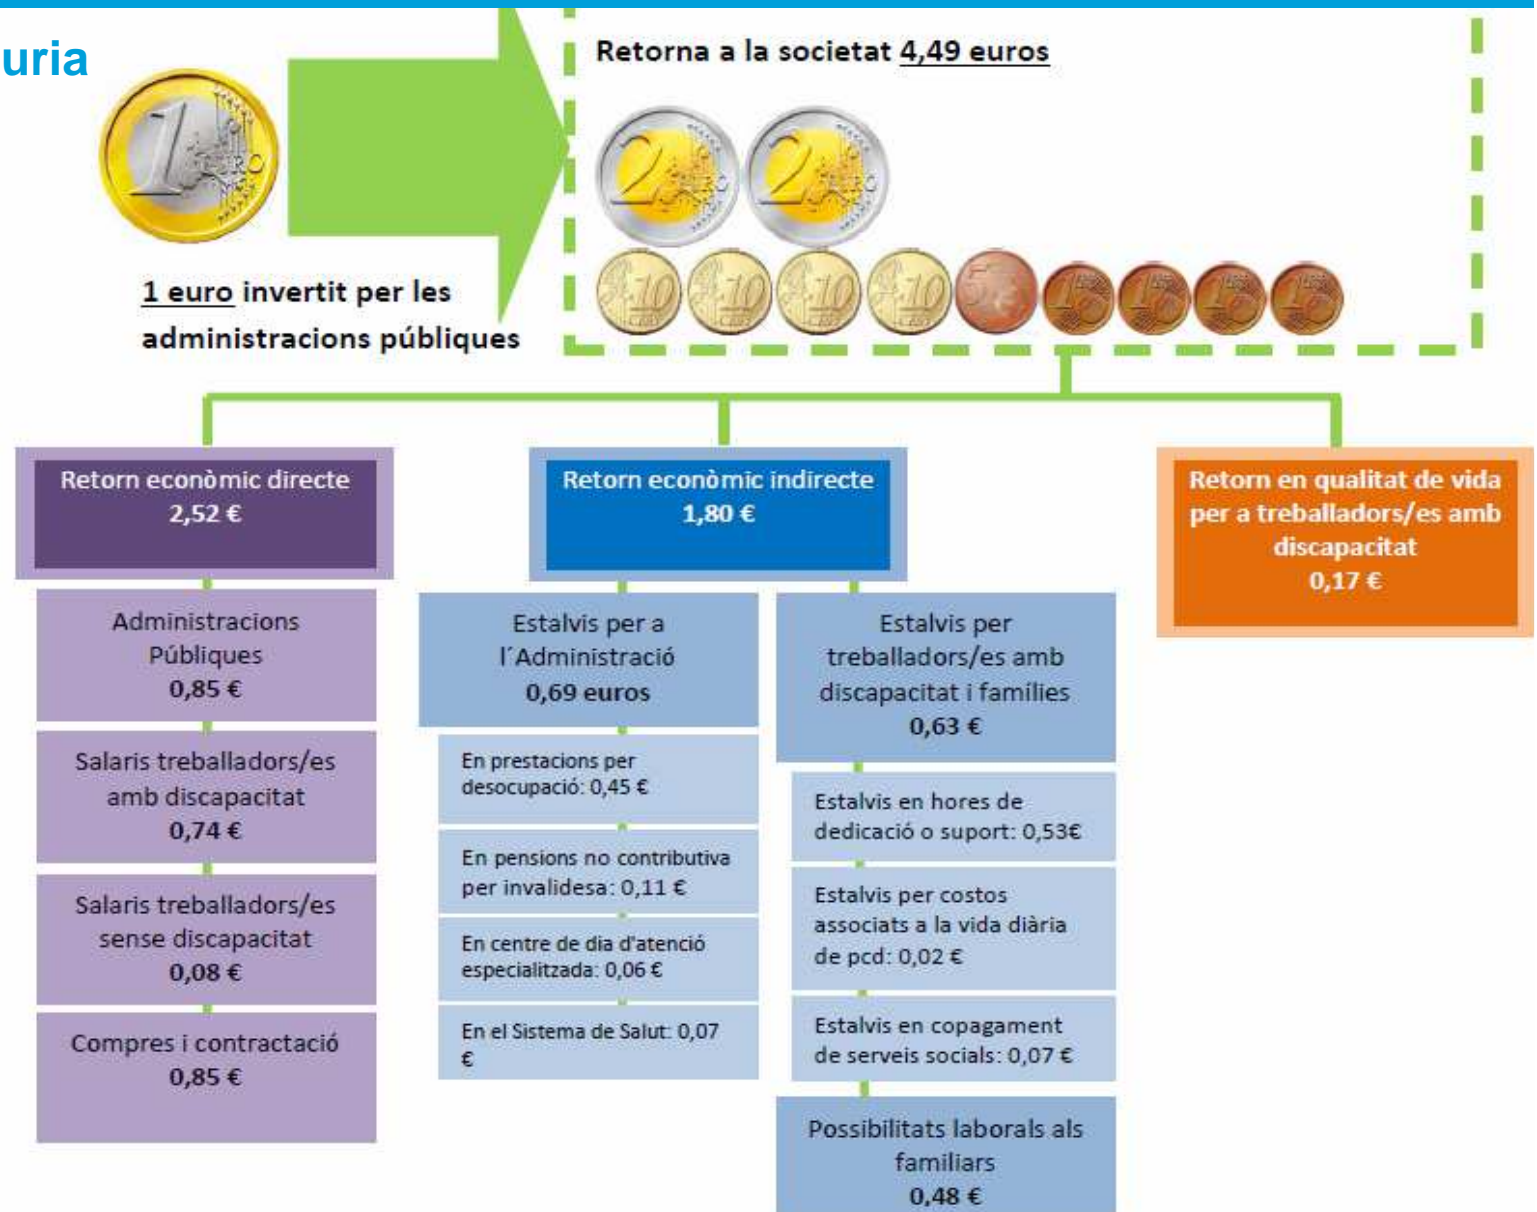 uria
Retorna a la societat 4,49 euros
1 euro invertit per les
administracions públiques
Retorn econòmic directe
2,52 €
Administracions
Públiques
0,85 €
Salaris treballadors/es
amb discapacitat
0,74 €
Salaris treballadors/es
sense discapacitat
0,08 €
Compres i contractació
0,85 €
Retorn econòmic indirecte
1,80 €
Estalvis per a
l´Administració
0,69 euros
En prestacions per
desocupació: 0,45 €
En pensions no contributiva
per invalidesa: 0,11 €
En centre de dia d'atenció
especialitzada: 0,06 €
En el Sistema de Salut: 0,07
€
Estalvis per
treballadors/es amb
discapacitat i famílies
0,63 €
Estalvis en hores de
dedicació o suport: 0,53€
Estalvis per costos
associats a la vida diària
de pcd: 0,02 €
Estalvis en copagament
de serveis socials: 0,07 €
Possibilitats laborals als
familiars
0,48 €
Retorn en qualitat de vida
per a treballadors/es amb
discapacitat
0,17 €